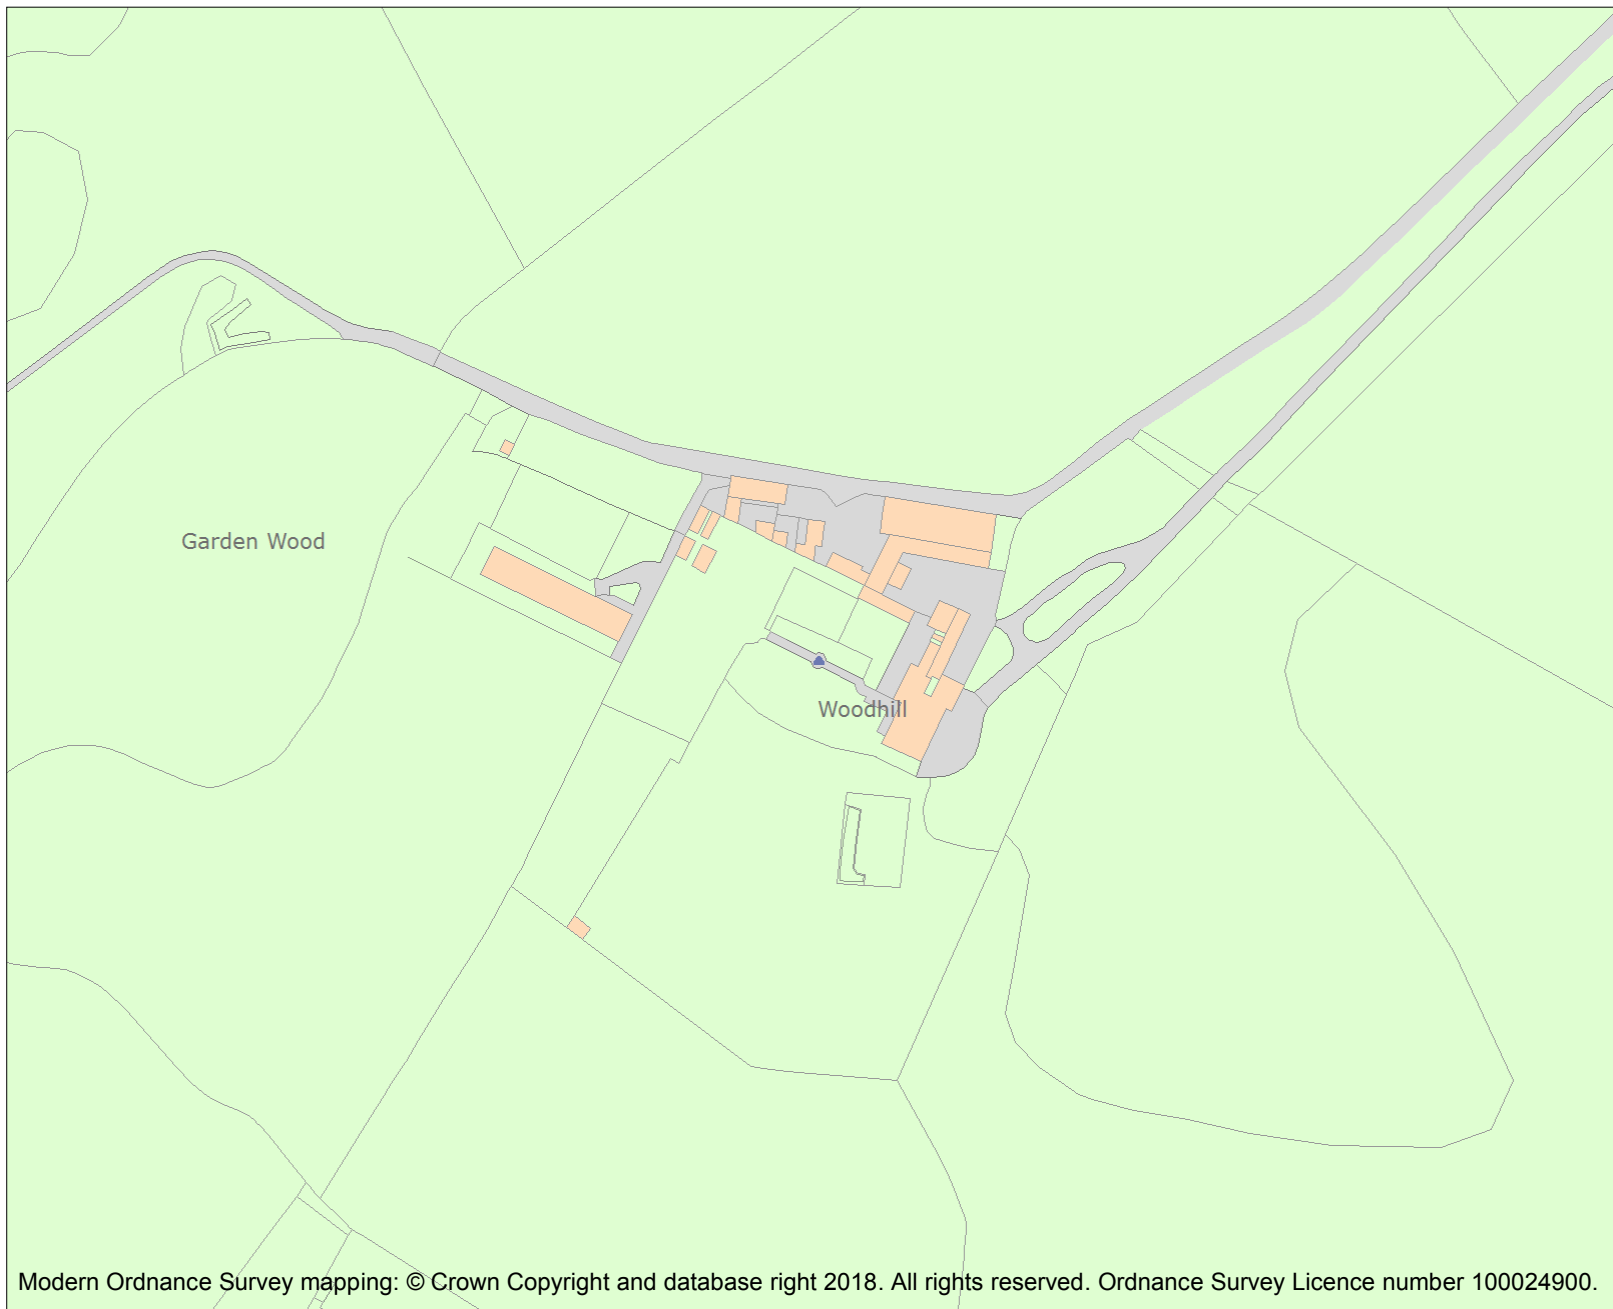 Garden Wood
Woodhill
Modern Ordnance Survey mapping: © Crown Copyright and database right 2018. All rights reserved. Ordnance Survey Licence number 100024900.